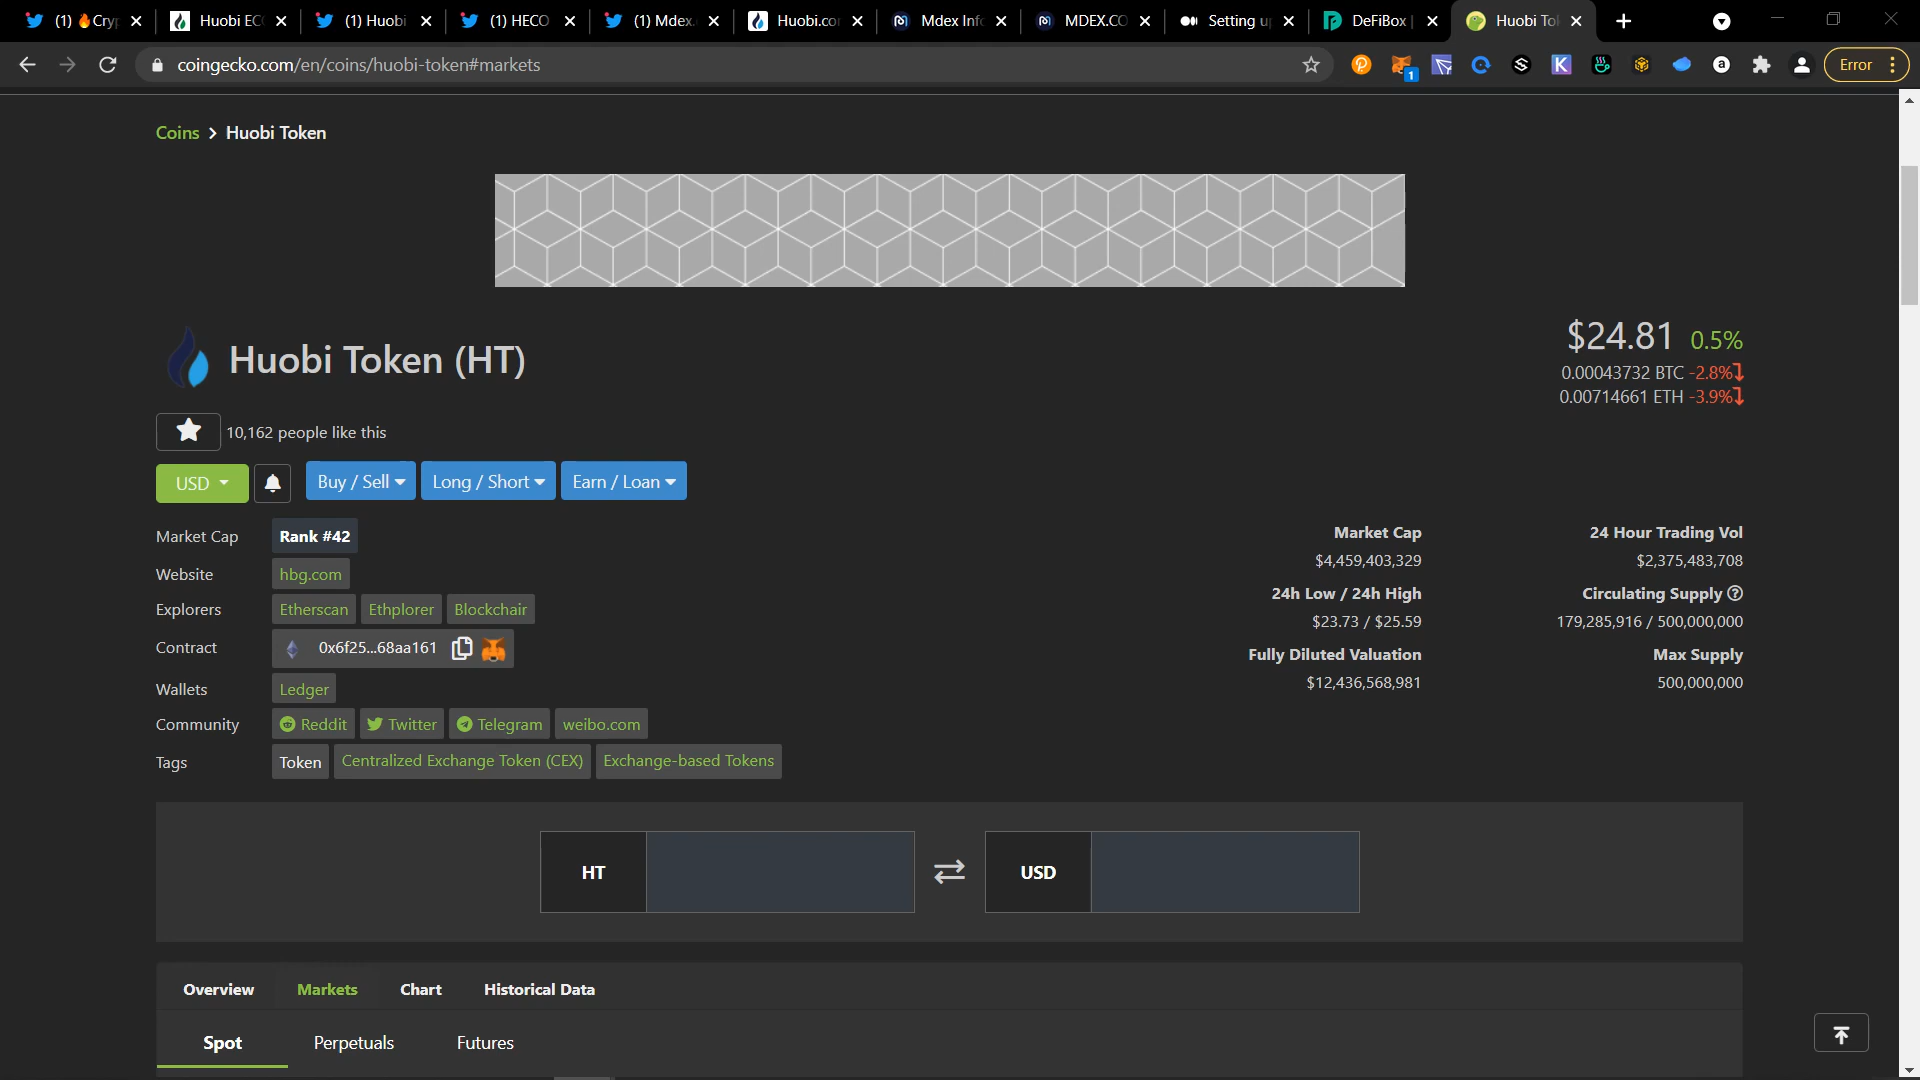 (1) 🔥Cryp
Huobi EC
(1) Huobi
(1) HECO
(1) Mdex.
Huobi.co
Mdex Inf
MDEX.CO
Setting u
DeFiBox |
Huobi To
coingecko.com/en/coins/huobi-token#markets
1
K
a
Error
Coins > Huobi Token
Huobi Token (HT)
$24.81 0.5%
0.00043732 BTC -2.8%
0.00714661 ETH -3.9%
10,162 people like this
USD
Buy / Sell
Long / Short
Earn / Loan
Market Cap Rank #42
Website hbg.com
Explorers Etherscan Ethplorer Blockchair
Contract 0x6f25...68aa161
Wallets Ledger
Community Reddit Twitter Telegram weibo.com
Tags Token Centralized Exchange Token (CEX) Exchange-based Tokens
Market Cap
$4,459,403,329
24 Hour Trading Vol
$2,375,483,708
24h Low / 24h High
$23.73 / $25.59
Circulating Supply
179,285,916 / 500,000,000
Fully Diluted Valuation
$12,436,568,981
Max Supply
500,000,000
HT
USD
Overview Markets Chart Historical Data
Spot Perpetuals Futures